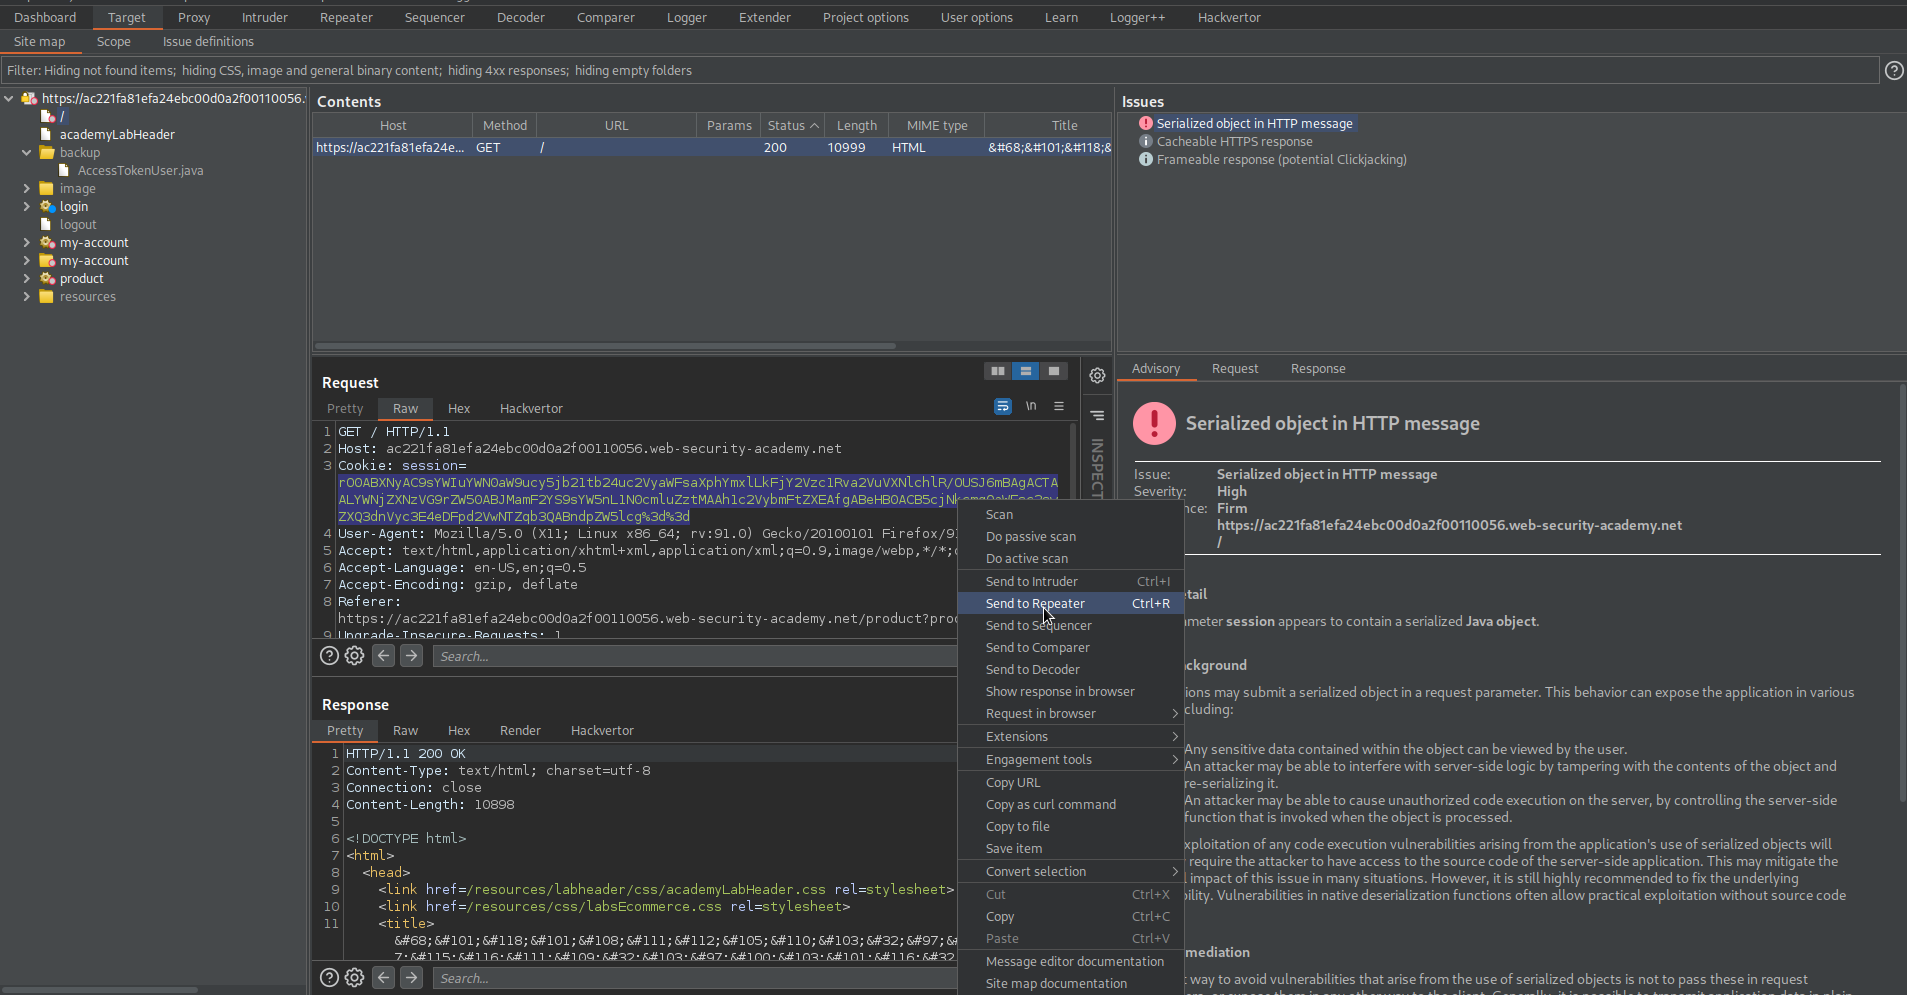 Dashboard Target Proxy Intruder Repeater Sequencer Decoder Comparer Logger Extender Project options User options Learn Logger++ Hackvertor
Site map Scope Issue definitions
Filter: Hiding not found items; hiding CSS, image and general binary content; hiding 4xx responses; hiding empty folders
https://ac221fa81efa24ebc00d0a2f00110056.
/
academyLabHeader
backup
AccessTokenUser.java
image
login
logout
my-account
my-account
product
resources
Contents
Host Method URL Params Status Length MIME type Title
https://ac221fa81efa24e... GET / 200 10999 HTML &#68;&#101;&#118;&
Issues
Serialized object in HTTP message
Cacheable HTTPS response
Frameable response (potential Clickjacking)
Request
Pretty Raw Hex Hackvertor
\n
INSPECT
1 GET / HTTP/1.1
2 Host: ac221fa81efa24ebc00d0a2f00110056.web-security-academy.net
3 Cookie: session=
4 User-Agent: Mozilla/5.0 (X11; Linux x86_64; rv:91.0) Gecko/20100101 Firefox/9
5 Accept: text/html,application/xhtml+xml,application/xml;q=0.9,image/webp,*/*;
6 Accept-Language: en-US,en;q=0.5
7 Accept-Encoding: gzip, deflate
8 Referer:
https://ac221fa81efa24ebc00d0a2f00110056.web-security-academy.net/product?pro
9 Upgrade-Insecure-Requests: 1
Search...
Response
Pretty Raw Hex Render Hackvertor
1 HTTP/1.1 200 OK
2 Content-Type: text/html; charset=utf-8
3 Connection: close
4 Content-Length: 10898
5
6 <!DOCTYPE html>
7 <html>
8 <head>
9 <link href=/resources/labheader/css/academyLabHeader.css rel=stylesheet>
10 <link href=/resources/css/labsEcommerce.css rel=stylesheet>
11 <title>
&#68;&#101;&#118;&#101;&#108;&#111;&#112;&#105;&#110;&#103;&#32;&#97;&
7;&#115;&#116;&#111;&#109;&#32;&#103;&#97;&#100;&#103;&#101;&#116;&#32
Search...
Scan
Do passive scan
Do active scan
Send to Intruder Ctrl+I
Send to Repeater Ctrl+R
Send to Sequencer
Send to Comparer
Send to Decoder
Show response in browser
Request in browser
Extensions
Engagement tools
Copy URL
Copy as curl command
Copy to file
Save item
Convert selection
Cut Ctrl+X
Copy Ctrl+C
Paste Ctrl+V
Message editor documentation
Site map documentation
Advisory Request Response
Serialized object in HTTP message
Issue: Serialized object in HTTP message
Severity: High
nce: Firm
https://ac221fa81efa24ebc00d0a2f00110056.web-security-academy.net
/
etail
meter session appears to contain a serialized Java object.
ckground
ions may submit a serialized object in a request parameter. This behavior can expose the application in various
cluding:
Any sensitive data contained within the object can be viewed by the user.
An attacker may be able to interfere with server-side logic by tampering with the contents of the object and
re-serializing it.
An attacker may be able to cause unauthorized code execution on the server, by controlling the server-side
function that is invoked when the object is processed.
xploitation of any code execution vulnerabilities arising from the application's use of serialized objects will
require the attacker to have access to the source code of the server-side application. This may mitigate the
impact of this issue in many situations. However, it is still highly recommended to fix the underlying
bility. Vulnerabilities in native deserialization functions often allow practical exploitation without source code
mediation
way to avoid vulnerabilities that arise from the use of serialized objects is not to pass these in request